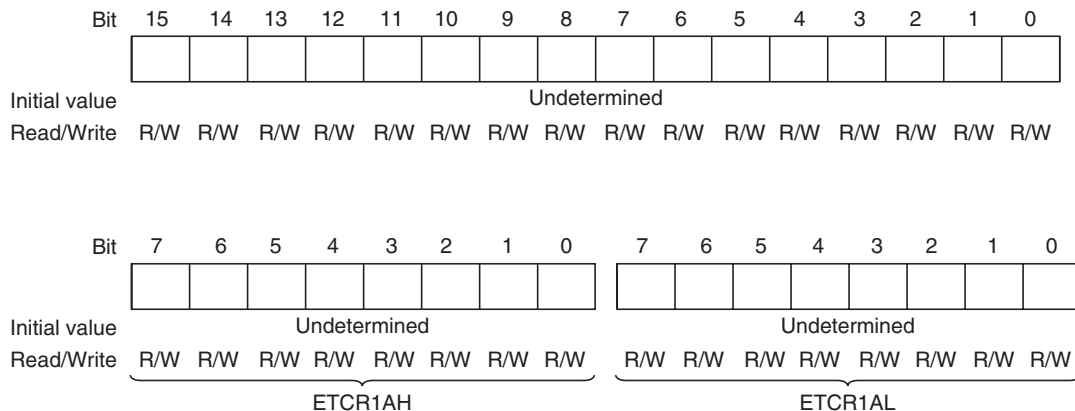 Bit 15 14 13 12 11 10 9 8 7 6 5 4 3 2 1 0
Initial value Undetermined
Read/Write R/W R/W R/W R/W R/W R/W R/W R/W R/W R/W R/W R/W R/W R/W R/W R/W
Bit 7 6 5 4 3 2 1 0 7 6 5 4 3 2 1 0
Initial value Undetermined Undetermined
Read/Write R/W R/W R/W R/W R/W R/W R/W R/W R/W R/W R/W R/W R/W R/W R/W R/W
ETCR1AH ETCR1AL